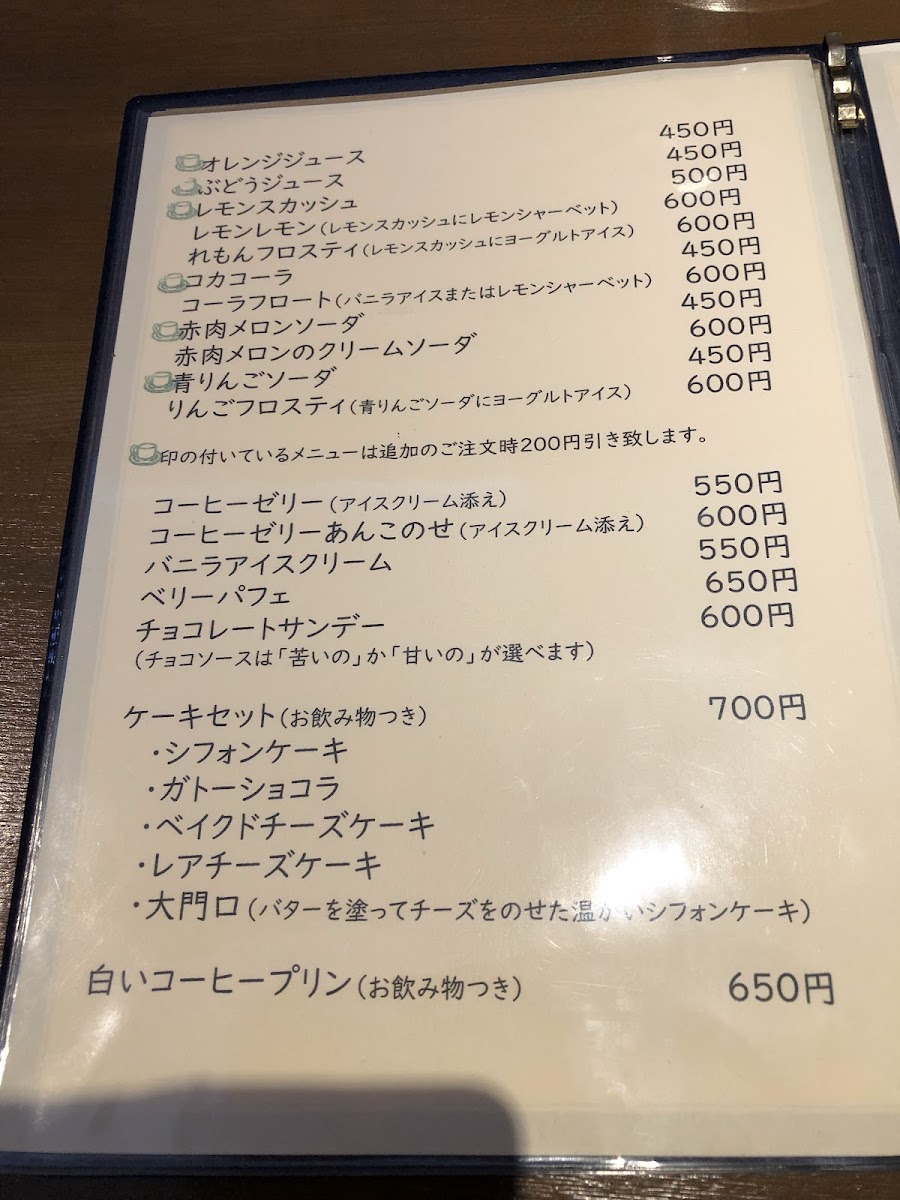 オレンジジュース 450円
ぶどうジュース 450円
レモンスカッシュ 500円
レモンレモン(レモンスカッシュにレモンシャーベット) 600円
れもんフロスティ(レモンスカッシュにヨーグルトアイス) 600円
コカコーラ 450円
コーラフロート(バニラアイスまたはレモンシャーベット) 600円
赤肉メロンソーダ 450円
赤肉メロンのクリームソーダ 600円
青りんごソーダ 450円
りんごフロスティ(青りんごソーダにヨーグルトアイス) 600円
印の付いているメニューは追加のご注文時200円引き致します。
コーヒーゼリー(アイスクリーム添え) 550円
コーヒーゼリーあんこのせ(アイスクリーム添え) 600円
バニラアイスクリーム 550円
ベリーパフェ 650円
チョコレートサンデー 600円
(チョコソースは「苦いの」か「甘いの」が選べます)
ケーキセット(お飲み物つき) 700円
・シフォンケーキ
・ガトーショコラ
・ベイクドチーズケーキ
・レアチーズケーキ
・大門口(バターを塗ってチーズをのせた温かいシフォンケーキ)
白いコーヒープリン(お飲み物つき) 650円